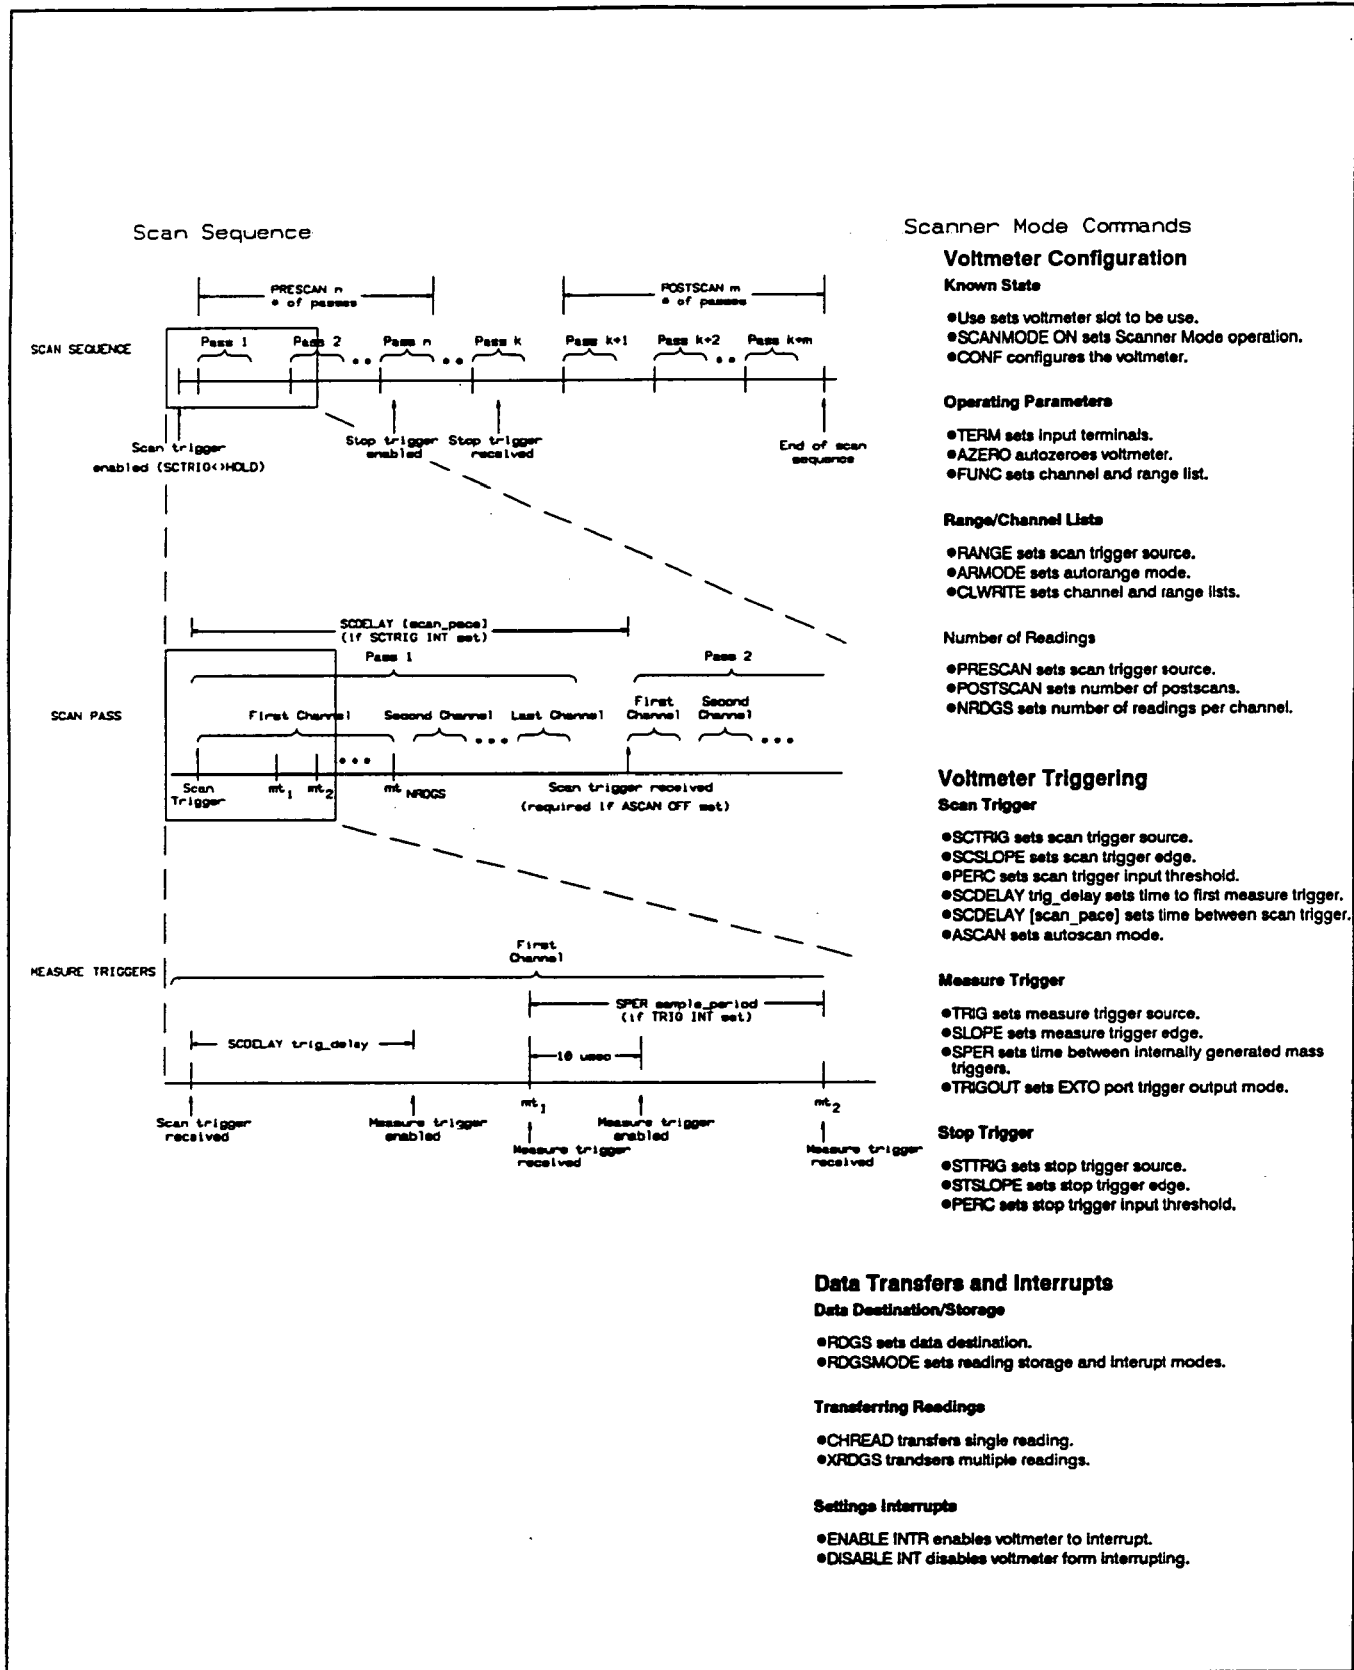 Scan Sequence
PRESCAN n
# of passes
POSTSCAN m
# of passes
SCAN SEQUENCE
Pass 1
Pass 2
Pass n
Pass k
Pass k+1
Pass k+2
Pass k+m
Scan trigger
enabled (SCTRIG<>HOLD)
Stop trigger
enabled
Stop trigger
received
End of scan
sequence
SCDELAY [scan_pace]
(if SCTRIG INT set)
Pass 1
Pass 2
SCAN PASS
First Channel
Second Channel
Last Channel
First
Channel
Second
Channel
Scan
Trigger
mt1
mt2
mt NRDGS
Scan trigger received
(required if ASCAN OFF set)
First
Channel
MEASURE TRIGGERS
SPER sample_period
(if TRIG INT set)
SCDELAY trig_delay
10 usec
mt1
mt2
Scan trigger
received
Measure trigger
enabled
Measure trigger
received
Measure trigger
enabled
Measure trigger
received
Scanner Mode Commands
Voltmeter Configuration
Known State
●Use sets voltmeter slot to be use.
●SCANMODE ON sets Scanner Mode operation.
●CONF configures the voltmeter.
Operating Parameters
●TERM sets input terminals.
●AZERO autozeroes voltmeter.
●FUNC sets channel and range list.
Range/Channel Lists
●RANGE sets scan trigger source.
●ARMODE sets autorange mode.
●CLWRITE sets channel and range lists.
Number of Readings
●PRESCAN sets scan trigger source.
●POSTSCAN sets number of postscans.
●NRDGS sets number of readings per channel.
Voltmeter Triggering
Scan Trigger
●SCTRIG sets scan trigger source.
●SCSLOPE sets scan trigger edge.
●PERC sets scan trigger input threshold.
●SCDELAY trig_delay sets time to first measure trigger.
●SCDELAY [scan_pace] sets time between scan trigger.
●ASCAN sets autoscan mode.
Measure Trigger
●TRIG sets measure trigger source.
●SLOPE sets measure trigger edge.
●SPER sets time between internally generated mass
triggers.
●TRIGOUT sets EXTO port trigger output mode.
Stop Trigger
●STTRIG sets stop trigger source.
●STSLOPE sets stop trigger edge.
●PERC sets stop trigger input threshold.
Data Transfers and Interrupts
Data Destination/Storage
●RDGS sets data destination.
●RDGSMODE sets reading storage and interupt modes.
Transferring Readings
●CHREAD transfers single reading.
●XRDGS trandsers multiple readings.
Settings Interrupts
●ENABLE INTR enables voltmeter to interrupt.
●DISABLE INT disables voltmeter form interrupting.